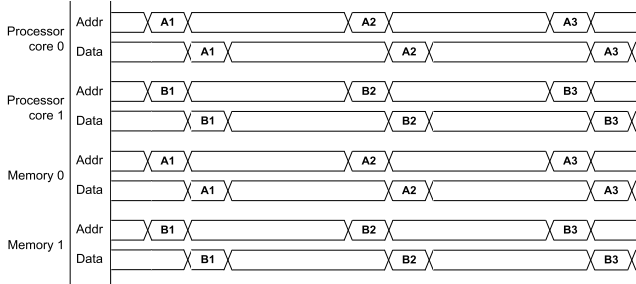 Processor core 0
Addr A1 A2 A3
Data A1 A2 A3
Processor core 1
Addr B1 B2 B3
Data B1 B2 B3
Memory 0
Addr A1 A2 A3
Data A1 A2 A3
Memory 1
Addr B1 B2 B3
Data B1 B2 B3